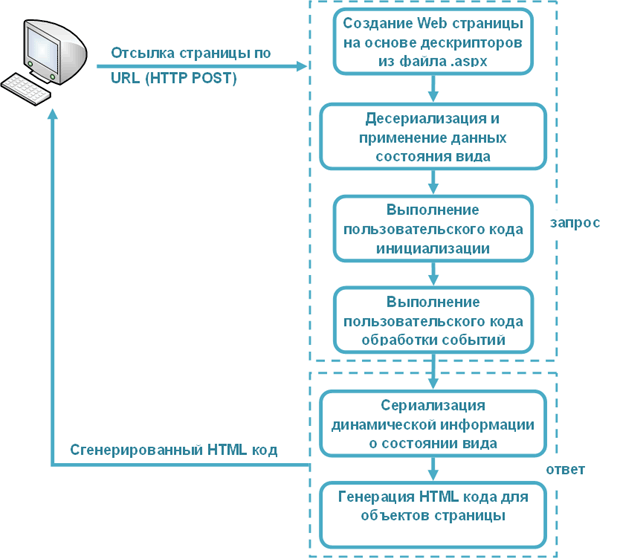 Отсылка страницы по
URL (HTTP POST)
Создание Web страницы
на основе дескрипторов
из файла .aspx
Десериализация и
применение данных
состояния вида
Выполнение
пользовательского кода
инициализации
запрос
Выполнение
пользовательского кода
обработки событий
Сериализация
динамической информации
о состоянии вида
Сгенерированный HTML код
ответ
Генерация HTML кода для
объектов страницы